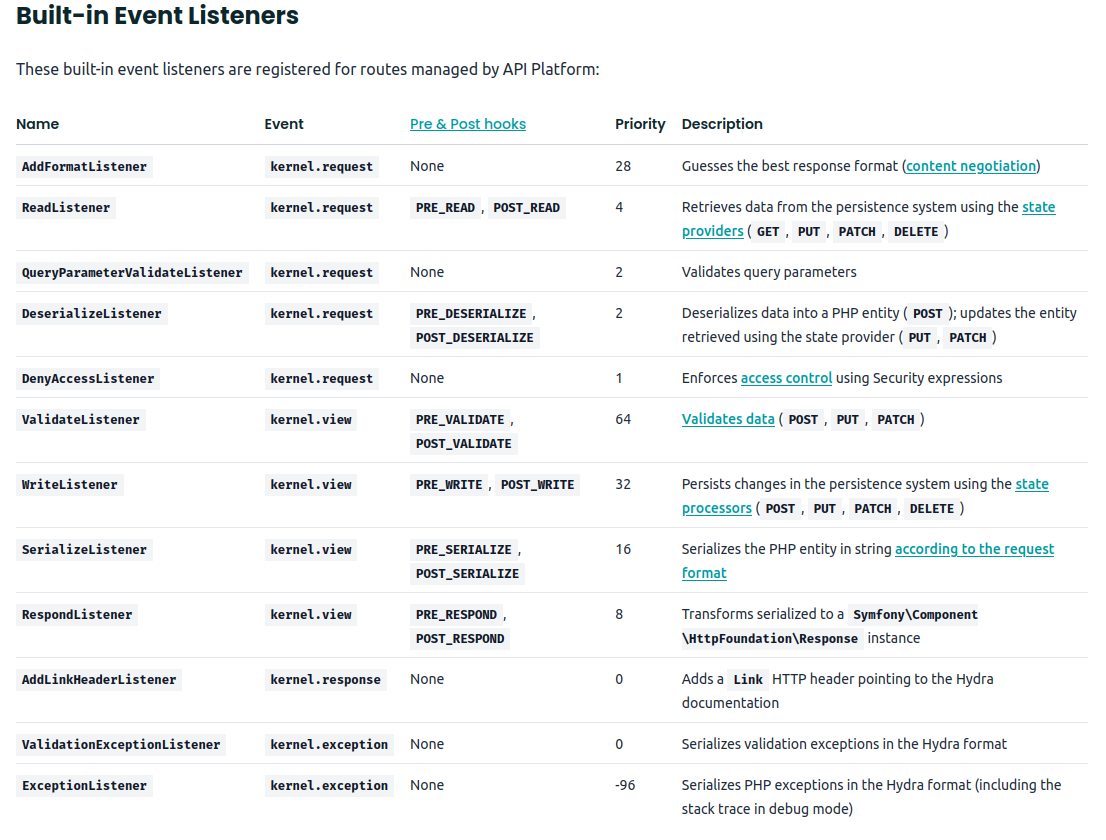 Built-in Event Listeners
These built-in event listeners are registered for routes managed by API Platform:
Name Event Pre & Post hooks Priority Description
AddFormatListener kernel.request None 28 Guesses the best response format (content negotiation)
ReadListener kernel.request PRE_READ , POST_READ 4 Retrieves data from the persistence system using the state
providers ( GET , PUT , PATCH , DELETE )
QueryParameterValidateListener kernel.request None 2 Validates query parameters
DeserializeListener kernel.request PRE_DESERIALIZE , 2 Deserializes data into a PHP entity ( POST ); updates the entity
POST_DESERIALIZE retrieved using the state provider ( PUT , PATCH )
DenyAccessListener kernel.request None 1 Enforces access control using Security expressions
ValidateListener kernel.view PRE_VALIDATE , 64 Validates data ( POST , PUT , PATCH )
POST_VALIDATE
WriteListener kernel.view PRE_WRITE , POST_WRITE 32 Persists changes in the persistence system using the state
processors ( POST , PUT , PATCH , DELETE )
SerializeListener kernel.view PRE_SERIALIZE , 16 Serializes the PHP entity in string according to the request
POST_SERIALIZE format
RespondListener kernel.view PRE_RESPOND , 8 Transforms serialized to a Symfony\Component
POST_RESPOND \HttpFoundation\Response instance
AddLinkHeaderListener kernel.response None 0 Adds a Link HTTP header pointing to the Hydra
documentation
ValidationExceptionListener kernel.exception None 0 Serializes validation exceptions in the Hydra format
ExceptionListener kernel.exception None -96 Serializes PHP exceptions in the Hydra format (including the
stack trace in debug mode)